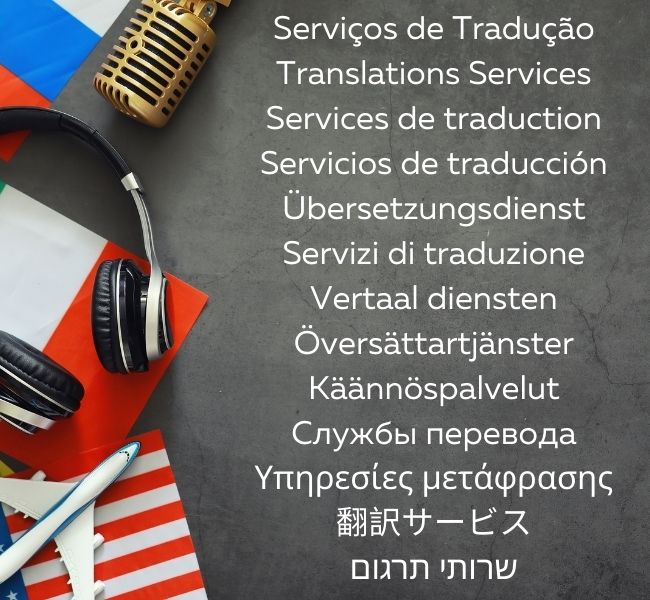 Serviços de Tradução
Translations Services
Services de traduction
Servicios de traducción
Übersetzungsdienst
Servizi di traduzione
Vertaal diensten
Översättartjänster
Käännöspalvelut
Службы перевода
Υπηρεσίες μετάφρασης
翻訳サービス
שרותי תרגום